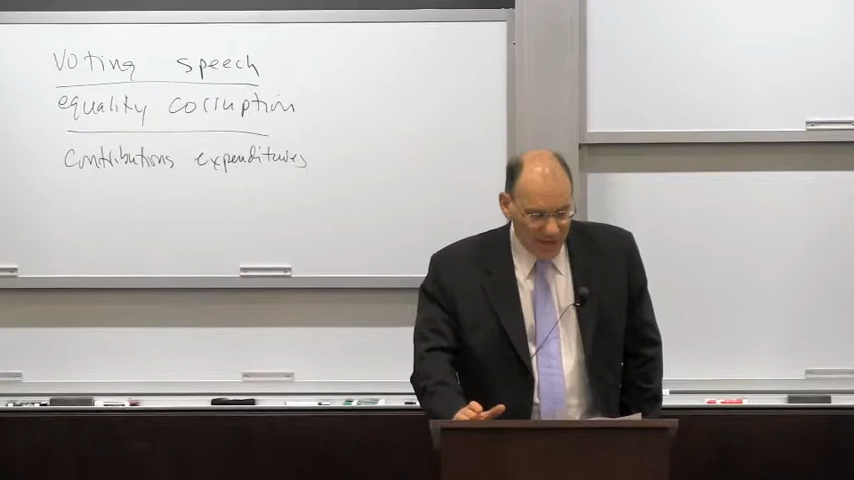 Voting speech
equality corruption
Contributions expenditures